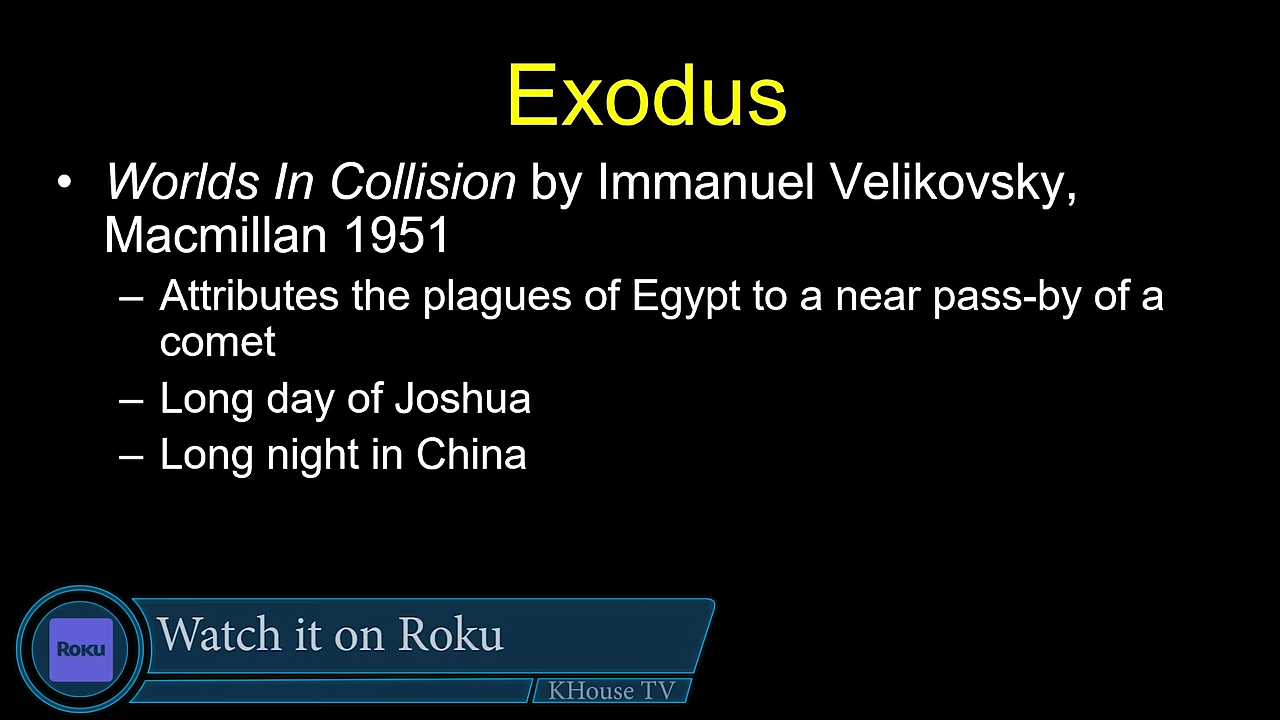 Exodus
• Worlds In Collision by Immanuel Velikovsky,
Macmillan 1951
– Attributes the plagues of Egypt to a near pass-by of a
comet
– Long day of Joshua
– Long night in China
Roku
Watch it on Roku
KHouse TV